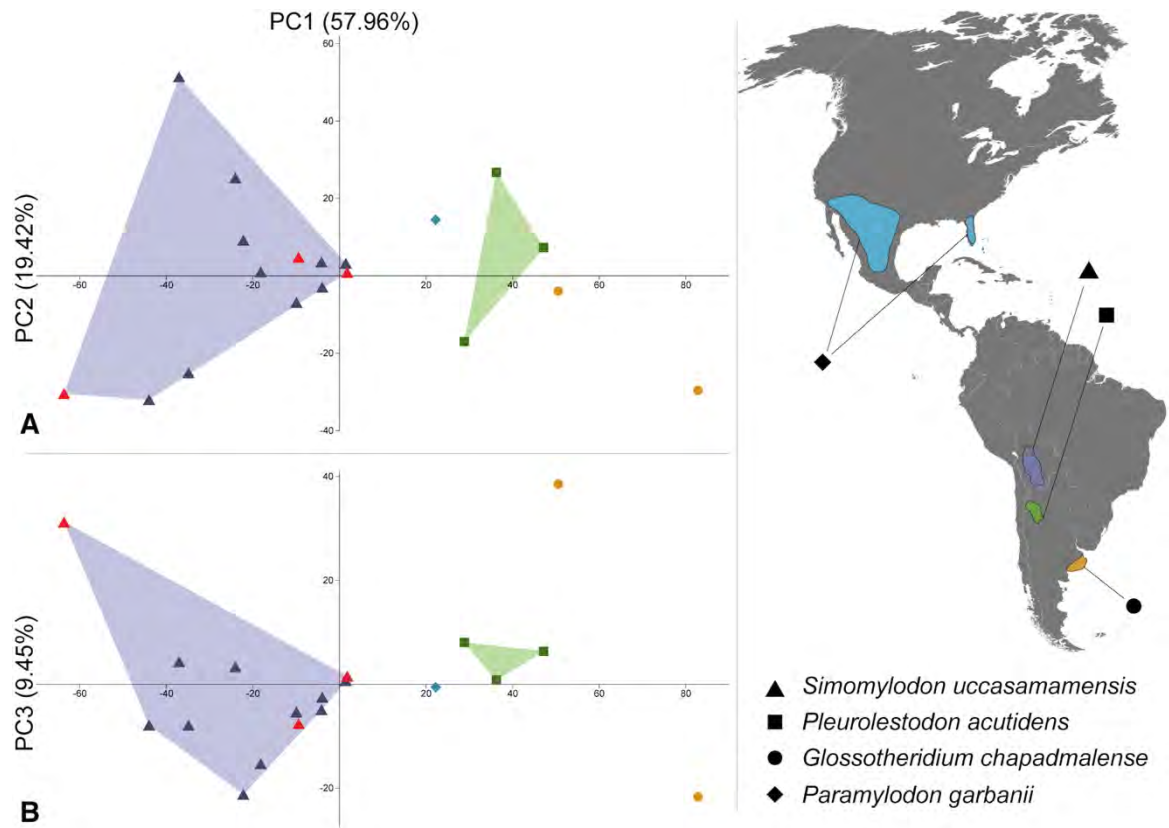 PC1 (57.96%)
60
40
20
-60
-40
-20
20
40
60
80
-20
-40
PC2 (19.42%)
A
40
20
-60
-40
-20
20
40
60
80
-20
PC3 (9.45%)
B
Simomylodon uccasamamensis
Pleurolestodon acutidens
Glossotheridium chapadmalense
Paramylodon garbanii